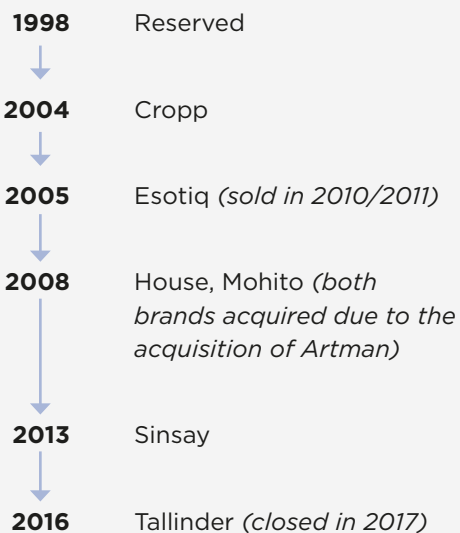 1998 Reserved
2004 Cropp
2005 Esotiq (sold in 2010/2011)
2008 House, Mohito (both
brands acquired due to the
acquisition of Artman)
2013 Sinsay
2016 Tallinder (closed in 2017)